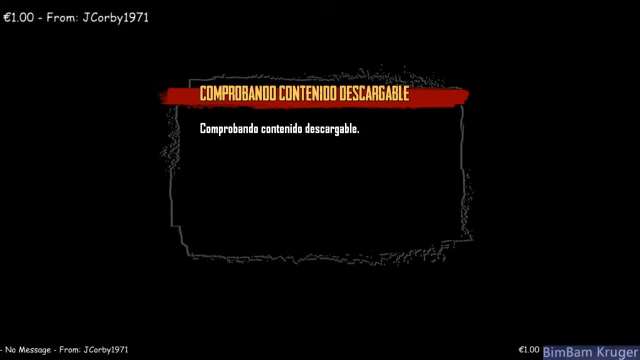 €1.00 - From: JCorby1971
COMPROBANDO CONTENIDO DESCARGABLE
Comprobando contenido descargable.
- No Message - From: JCorby1971
€1.00
BimBam Kruger